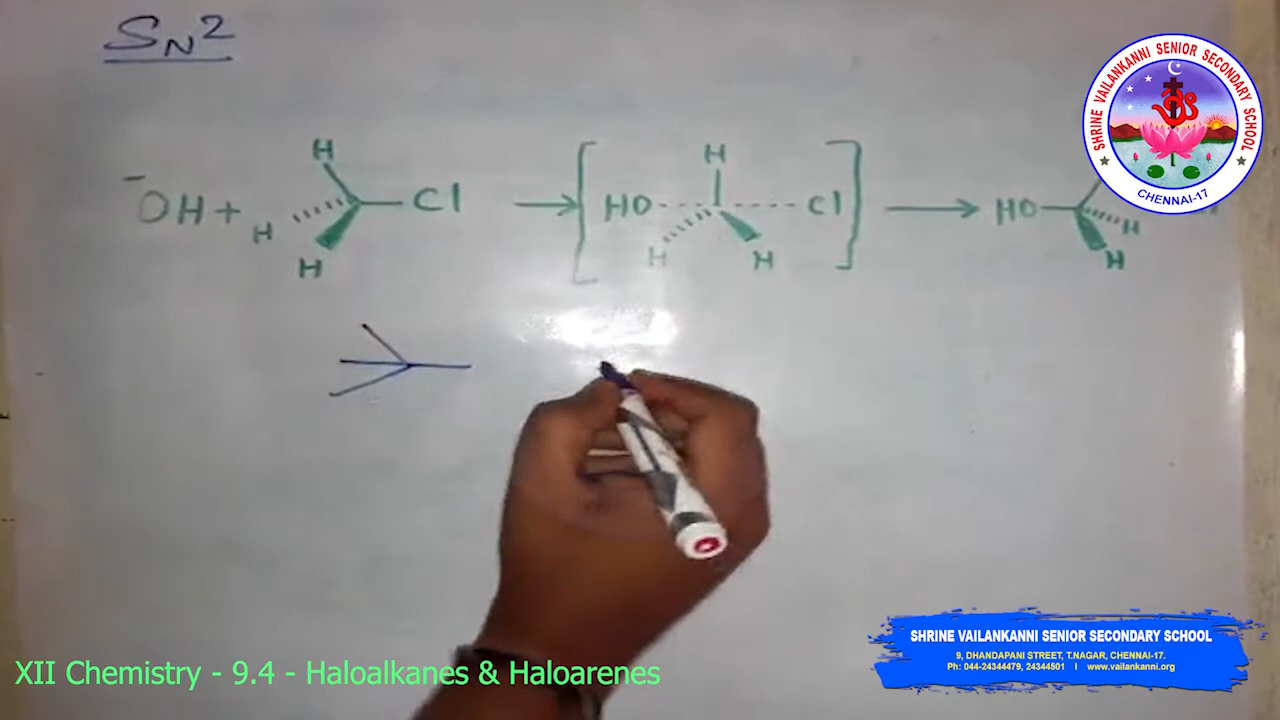 SN2
SHRINE VAILANKANNI SENIOR SECONDARY SCHOOL
CHENNAI-17
H H H
-OH + H Cl → [HO Cl] → HO H
H H H H
SHRINE VAILANKANNI SENIOR SECONDARY SCHOOL
9, DHANDAPANI STREET, T.NAGAR, CHENNAI-17.
Ph: 044-24344479, 24344501 I www.vailankanni.org
XII Chemistry - 9.4 - Haloalkanes & Haloarenes